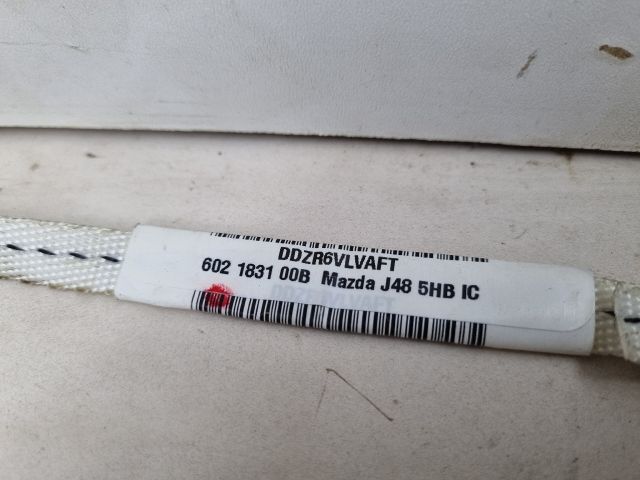 DDZR6VLVAFT
602 1831 00B Mazda J48 5HB IC